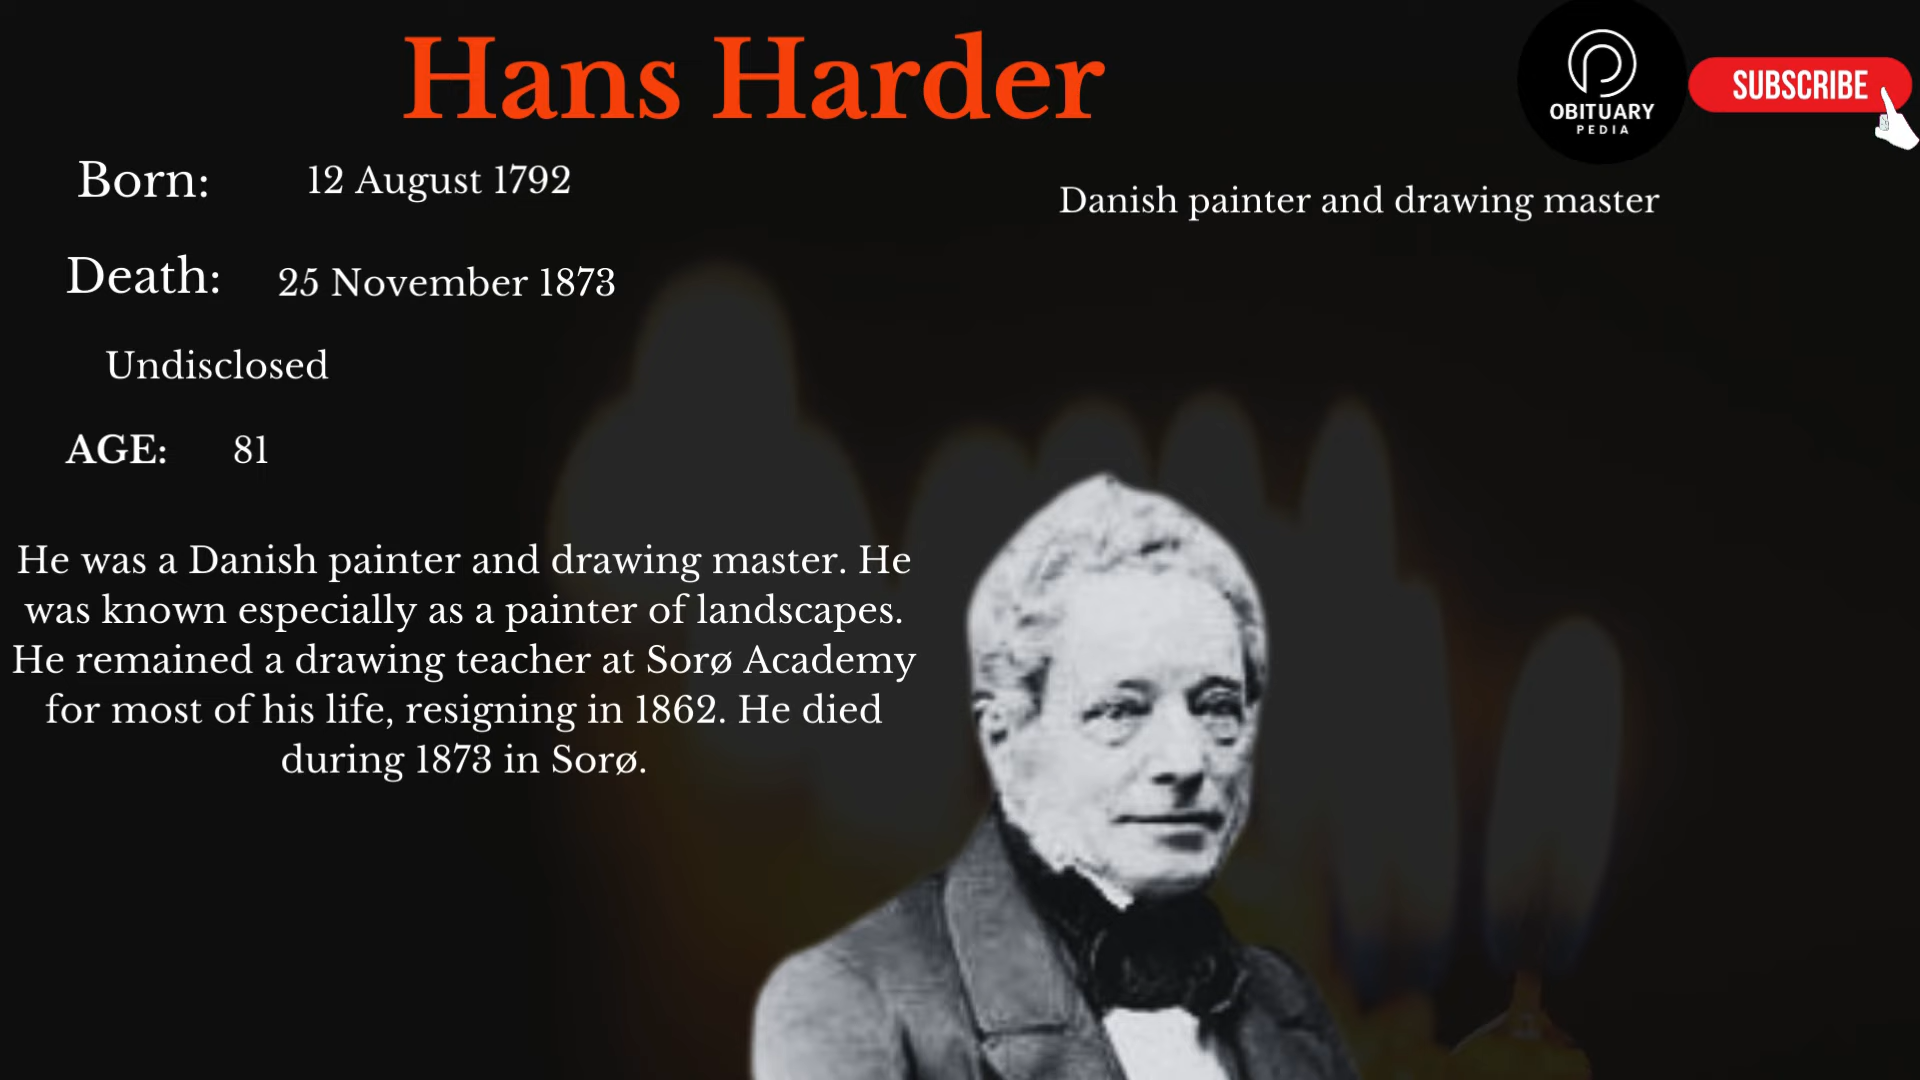 Hans Harder
OBITUARY
PEDIA
SUBSCRIBE
Born: 12 August 1792
Danish painter and drawing master
Death: 25 November 1873
Undisclosed
AGE: 81
He was a Danish painter and drawing master. He
was known especially as a painter of landscapes.
He remained a drawing teacher at Sorø Academy
for most of his life, resigning in 1862. He died
during 1873 in Sorø.